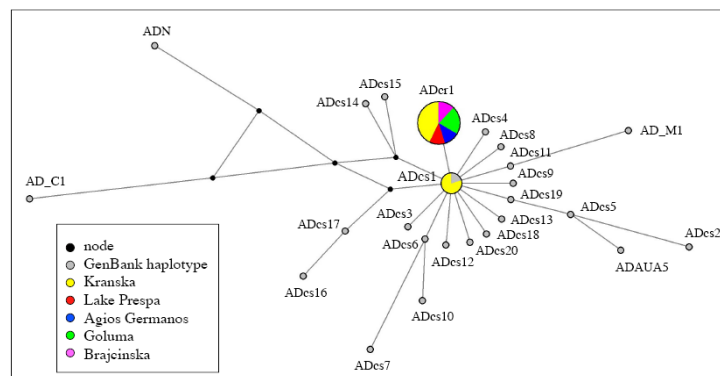 ADN
ADcs15
ADcs14
ADcr1
ADcs4
ADcs8
AD_M1
ADcs11
ADcs1
ADcs9
AD_C1
ADcs19
ADcs5
ADcs17
ADcs3
ADcs13
ADcs2
ADcs6
ADcs18
ADcs20
ADcs12
ADAUA5
ADcs16
ADcs10
ADcs7
node
GenBank haplotype
Kranska
Lake Prespa
Agios Germanos
Goluma
Brajcinska